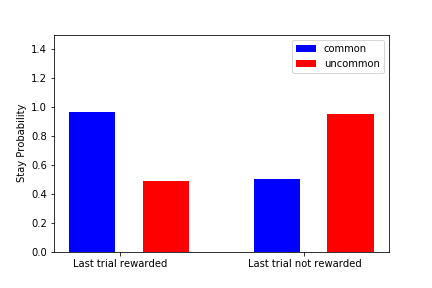 1.4
1.2
1.0
0.8
0.6
0.4
0.2
0.0
Stay Probability
common
uncommon
Last trial rewarded
Last trial not rewarded